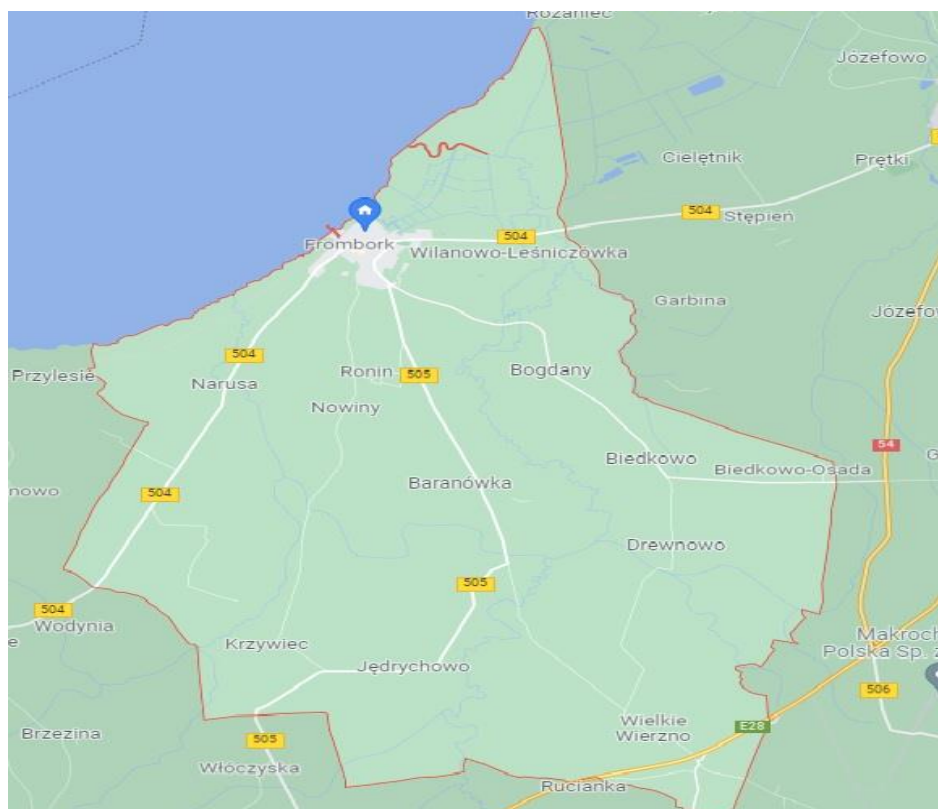 Różaniec
Józefowo
Cielętnik
Prętki
504
Stępień
Frombork
504
Wilanowo-Leśniczówka
Garbina
Józefow
504
Przylesie
Narusa
Ronin
505
Bogdany
Nowiny
54
G
Biedkowo
Biedkowo-Osada
nowo
504
Baranówka
Drewnowo
505
504
Wodynia
e
Krzywiec
Jędrychowo
Makroch
Polska Sp. z
506
Brzezina
505
Wielkie
Wierzno
E28
Włóczyska
Rucianka